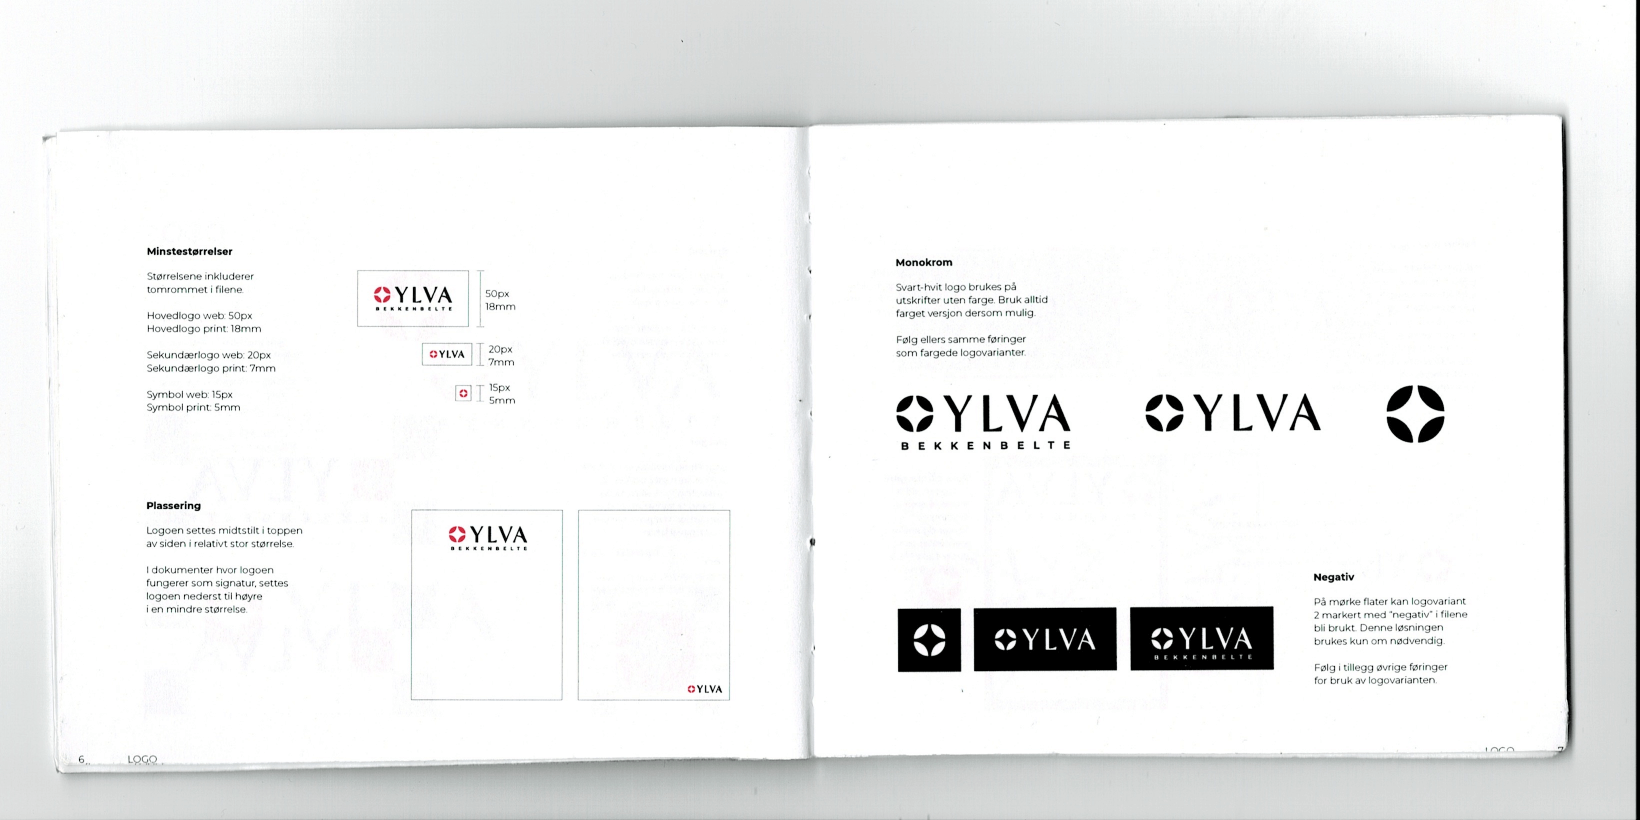 Minstestørrelser
Størrelsene inkluderer
tomrommet i filene.
Hovedlogo web: 50px
Hovedlogo print: 18mm
Sekundærlogo web: 20px
Sekundærlogo print: 7mm
Symbol web: 15px
Symbol print: 5mm
YLVA
BEKKENBELTE
50px
18mm
YLVA
20px
7mm
15px
5mm
Plassering
Logoen settes midtstilt i toppen
av siden i relativt stor størrelse.
I dokumenter hvor logoen
fungerer som signatur, settes
logoen nederst til høyre
i en mindre størrelse.
YLVA
BEKKENBELTE
YLVA
6
LOGO
Monokrom
Svart-hvit logo brukes på
utskrifter uten farge. Bruk alltid
farget versjon dersom mulig.
Følg ellers samme føringer
som fargede logovarianter.
YLVA
BEKKENBELTE
YLVA
YLVA
YLVA
BEKKENBELTE
Negativ
På mørke flater kan logovariant
2 markert med "negativ" i filene
bli brukt. Denne løsningen
brukes kun om nødvendig.
Følg i tillegg øvrige føringer
for bruk av logovarianten.
LOGO
7